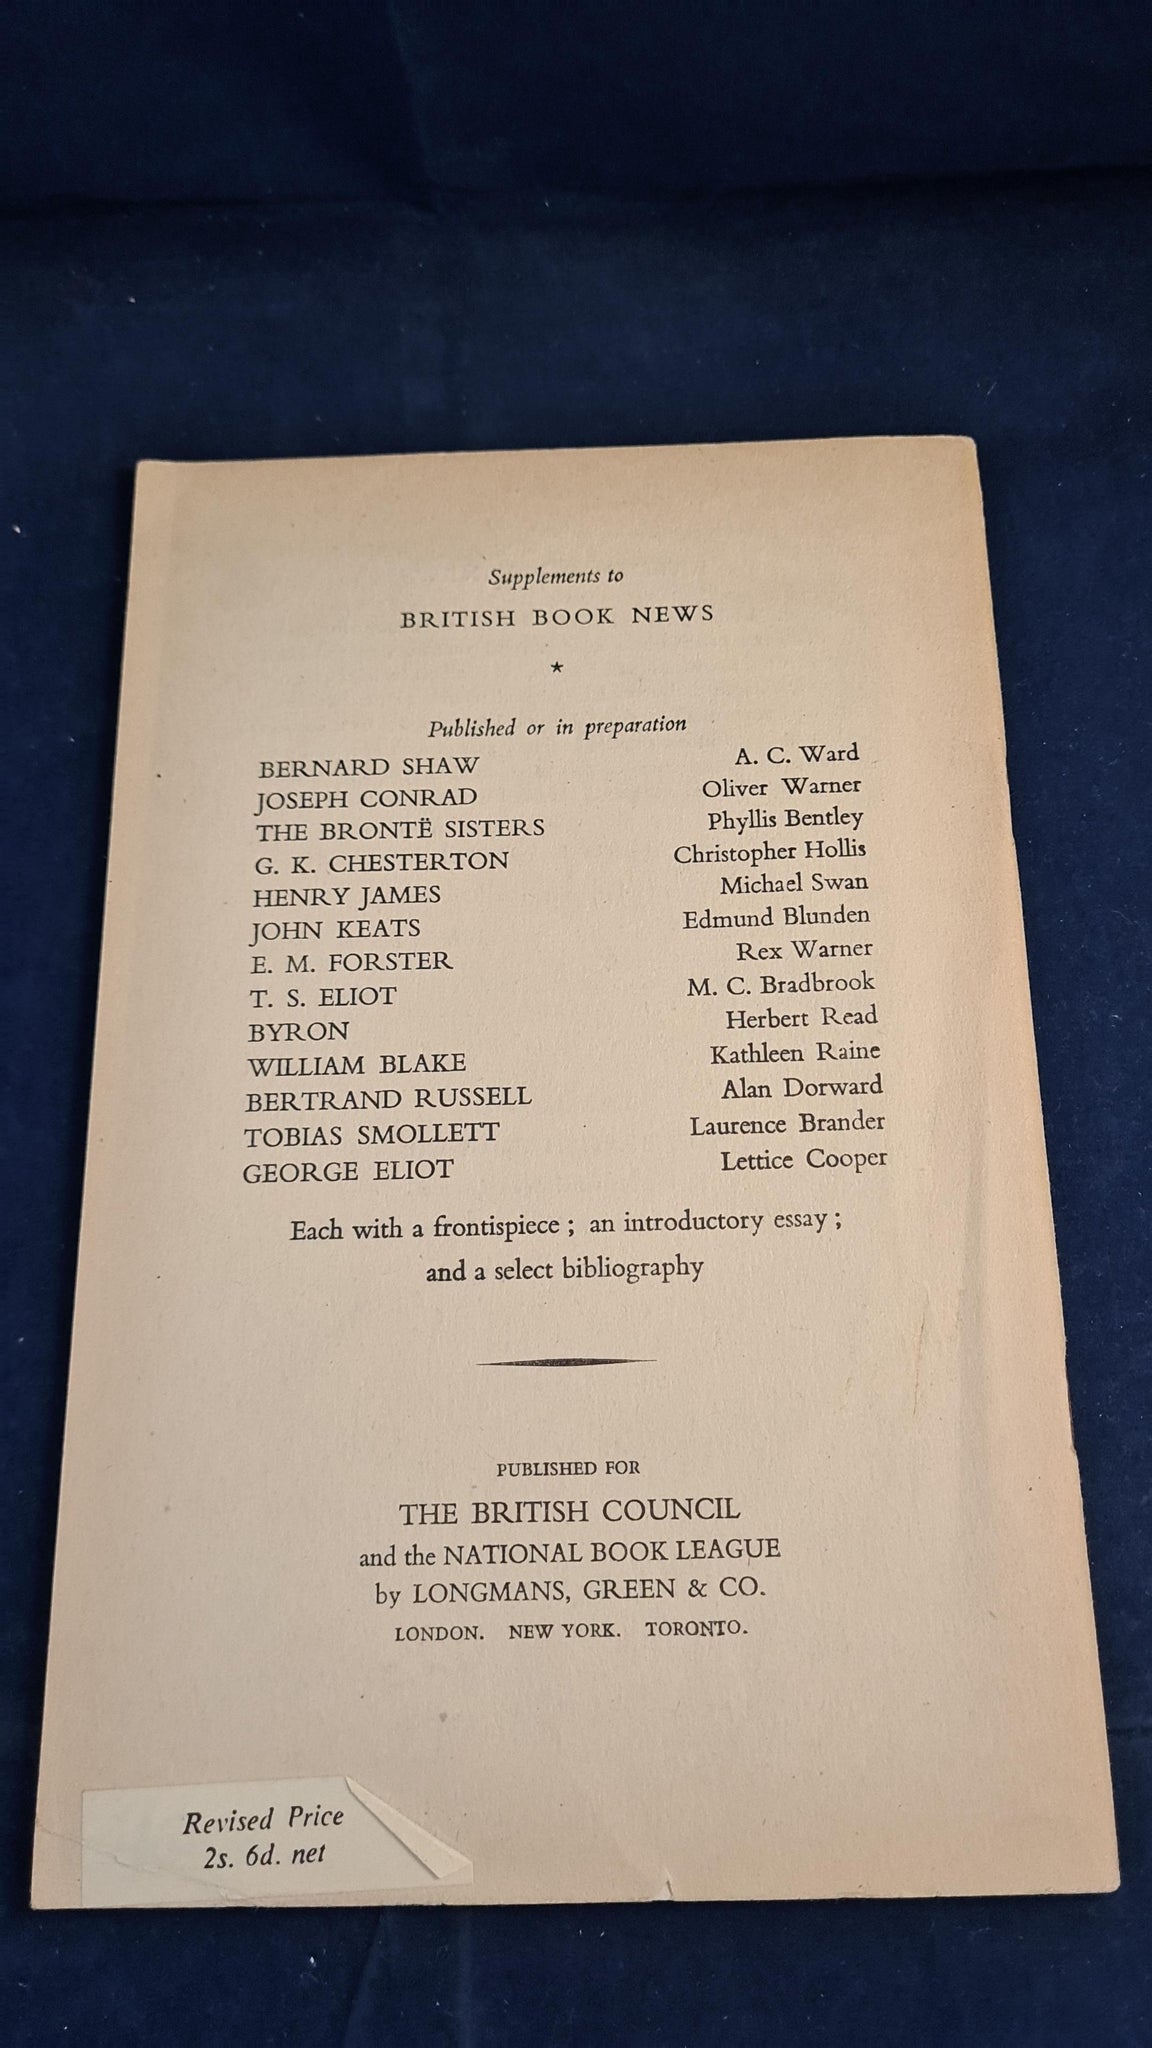 Supplements to
BRITISH BOOK NEWS
★
Published or in preparation
BERNARD SHAW A. C. Ward
JOSEPH CONRAD Oliver Warner
THE BRONTË SISTERS Phyllis Bentley
G. K. CHESTERTON Christopher Hollis
HENRY JAMES Michael Swan
JOHN KEATS Edmund Blunden
E. M. FORSTER Rex Warner
T. S. ELIOT M. C. Bradbrook
BYRON Herbert Read
WILLIAM BLAKE Kathleen Raine
BERTRAND RUSSELL Alan Dorward
TOBIAS SMOLLETT Laurence Brander
GEORGE ELIOT Lettice Cooper
Each with a frontispiece ; an introductory essay ;
and a select bibliography
PUBLISHED FOR
THE BRITISH COUNCIL
and the NATIONAL BOOK LEAGUE
by LONGMANS, GREEN & CO.
LONDON. NEW YORK. TORONTO.
Revised Price
2s. 6d. net